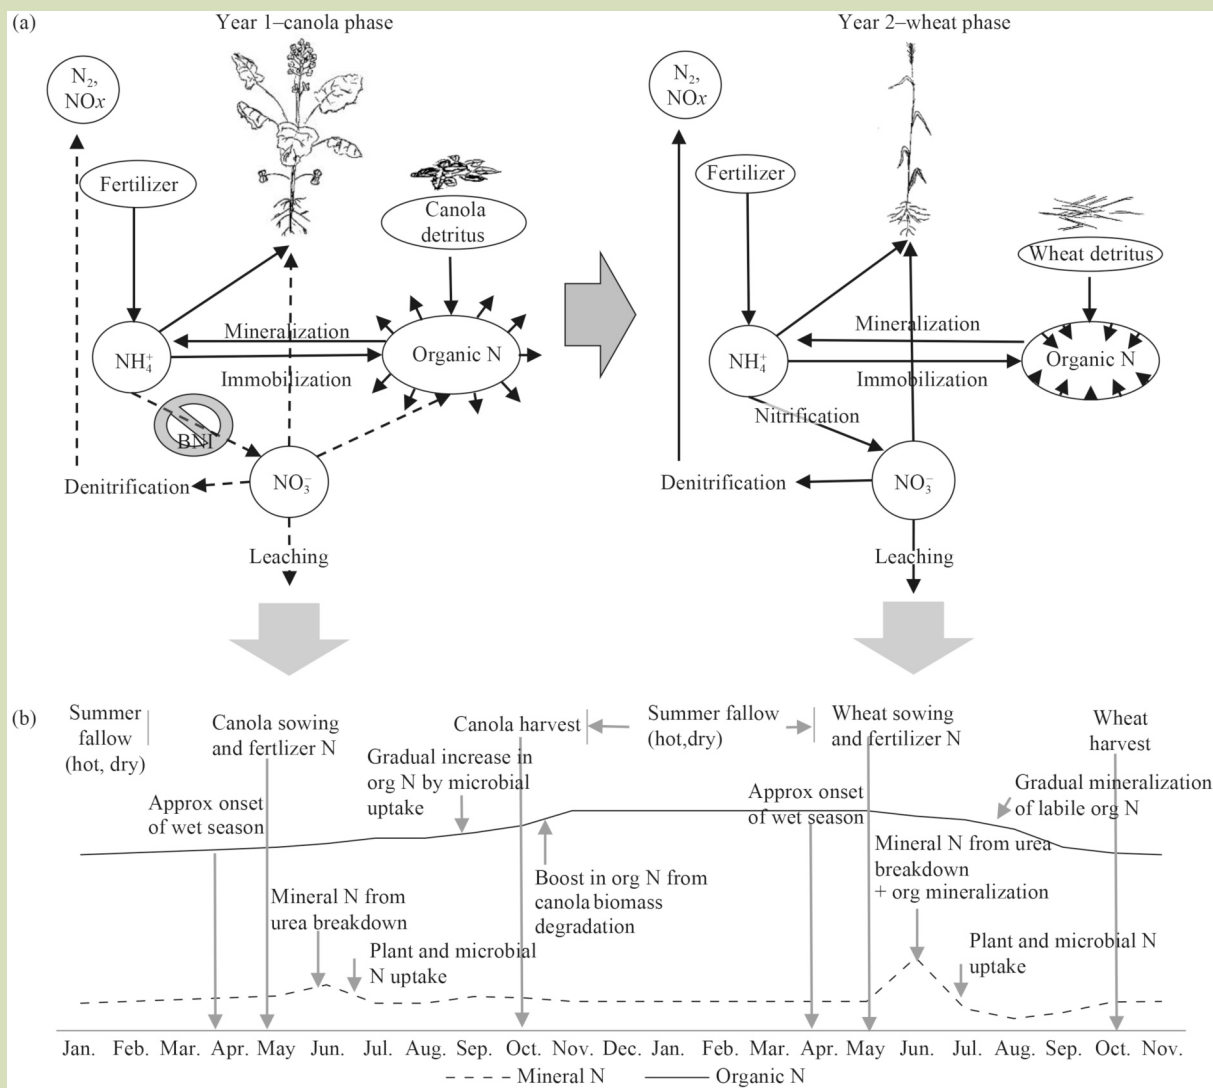 (a)
Year 1–canola phase
N₂,
NOx
Fertilizer
Canola
detritus
Mineralization
NH₄⁺
Organic N
Immobilization
BNI
Denitrification
NO₃⁻
Leaching
Year 2–wheat phase
N₂,
NOx
Fertilizer
Wheat detritus
Mineralization
NH₄⁺
Organic N
Immobilization
Nitrification
Denitrification
NO₃⁻
Leaching
(b)
Summer
fallow
(hot, dry)
Canola sowing
and fertlizer N
Canola harvest
Summer fallow
(hot,dry)
Wheat sowing
and fertilizer N
Wheat
harvest
Gradual increase in
org N by microbial
uptake
Gradual mineralization
of labile org N
Approx onset
of wet season
Approx onset
of wet season
Mineral N from urea
breakdown
+ org mineralization
Mineral N from
urea breakdown
Boost in org N from
canola biomass
degradation
Plant and microbial
N uptake
Plant and microbial N
uptake
Jan. Feb. Mar. Apr. May Jun. Jul. Aug. Sep. Oct. Nov. Dec. Jan. Feb. Mar. Apr. May Jun. Jul. Aug. Sep. Oct. Nov.
Mineral N Organic N